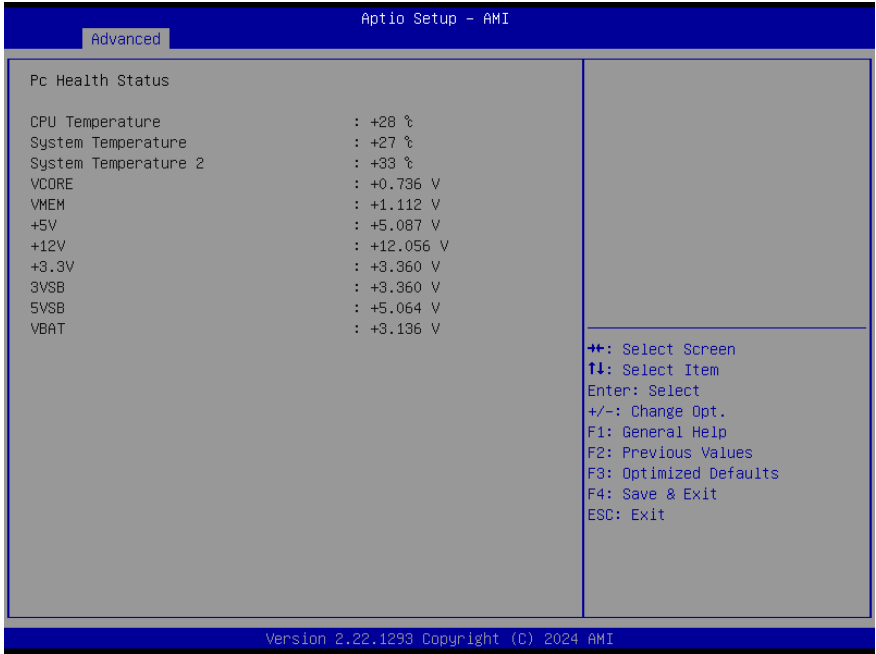 Aptio Setup – AMI
Advanced
Pc Health Status
CPU Temperature : +28 ℃
System Temperature : +27 ℃
System Temperature 2 : +33 ℃
VCORE : +0.736 V
VMEM : +1.112 V
+5V : +5.087 V
+12V : +12.056 V
+3.3V : +3.360 V
3VSB : +3.360 V
5VSB : +5.064 V
VBAT : +3.136 V
→←: Select Screen
↑↓: Select Item
Enter: Select
+/-: Change Opt.
F1: General Help
F2: Previous Values
F3: Optimized Defaults
F4: Save & Exit
ESC: Exit
Version 2.22.1293 Copyright (C) 2024 AMI